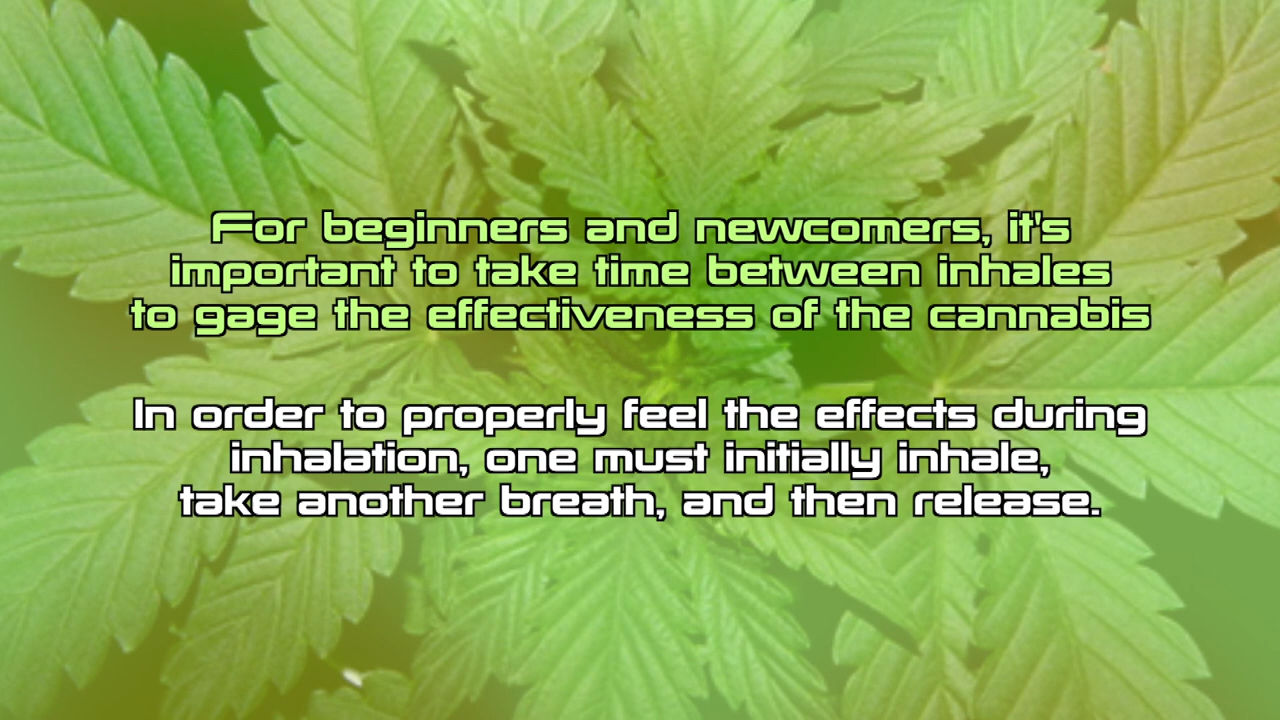 For beginners and newcomers, it's
important to take time between inhales
to gage the effectiveness of the cannabis
In order to properly feel the effects during
inhalation, one must initially inhale,
take another breath, and then release.